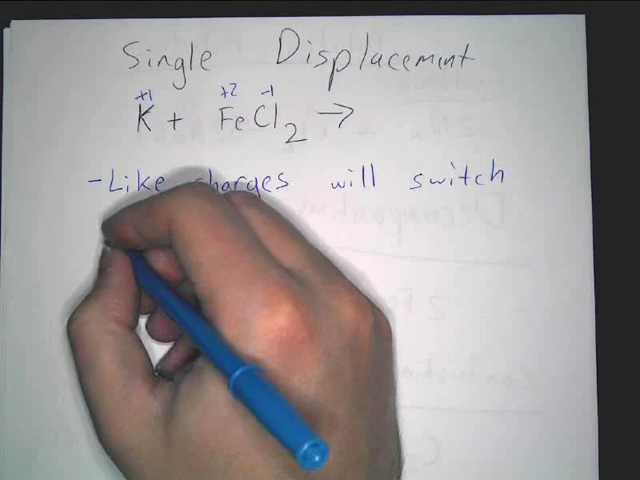 Single Displacement
+1 +2 -1
K + FeCl2 →
- Like charges will switch